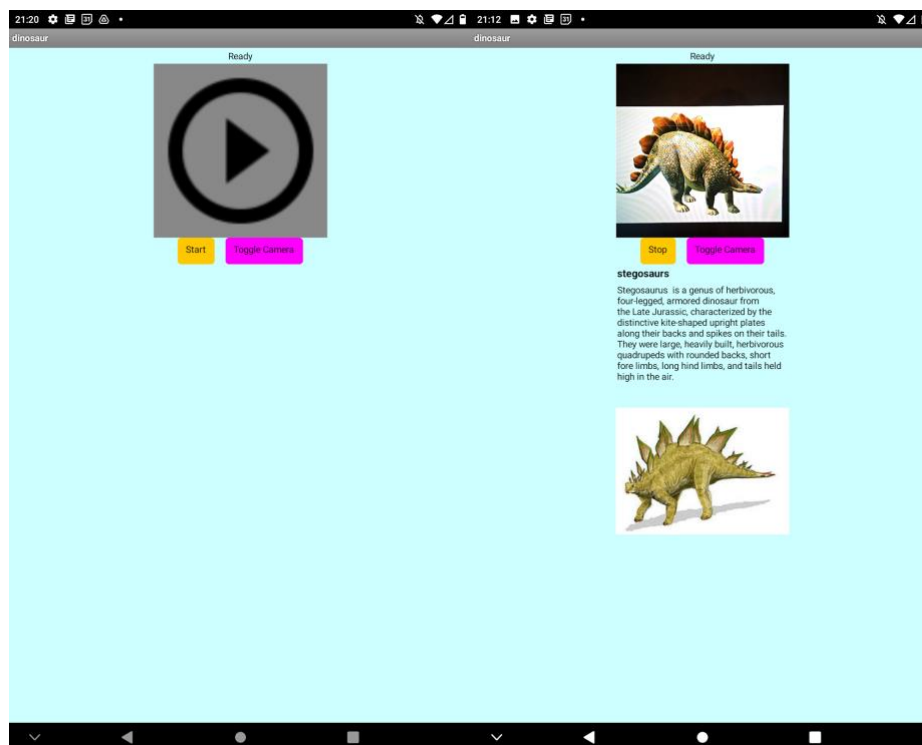 21:20
dinosaur
Ready
Start
Toggle Camera
21:12
dinosaur
Ready
Stop
Toggle Camera
stegosaurs
Stegosaurus is a genus of herbivorous,
four-legged, armored dinosaur from
the Late Jurassic, characterized by the
distinctive kite-shaped upright plates
along their backs and spikes on their tails.
They were large, heavily built, herbivorous
quadrupeds with rounded backs, short
fore limbs, long hind limbs, and tails held
high in the air.